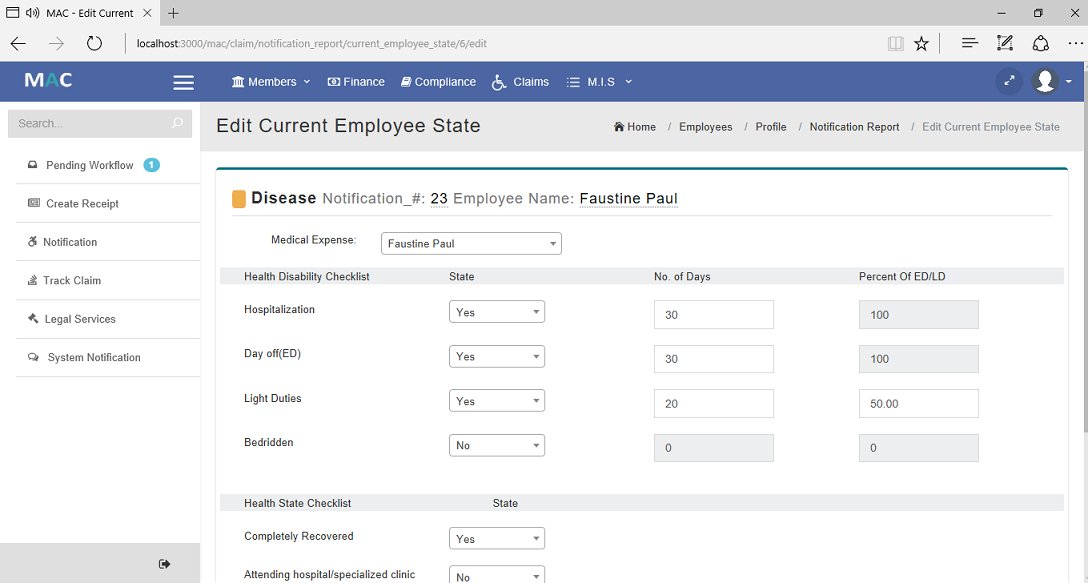 MAC - Edit Current
localhost:3000/mac/claim/notification_report/current_employee_state/6/edit
MAC
Members Finance Compliance Claims M.I.S
Search...
Edit Current Employee State
Home / Employees / Profile / Notification Report / Edit Current Employee State
Pending Workflow 1
Create Receipt
Notification
Track Claim
Legal Services
System Notification
Disease Notification_#: 23 Employee Name: Faustine Paul
Medical Expense: Faustine Paul
Health Disability Checklist State No. of Days Percent Of ED/LD
Hospitalization Yes 30 100
Day off(ED) Yes 30 100
Light Duties Yes 20 50.00
Bedridden No 0 0
Health State Checklist State
Completely Recovered Yes
Attending hospital/specialized clinic No